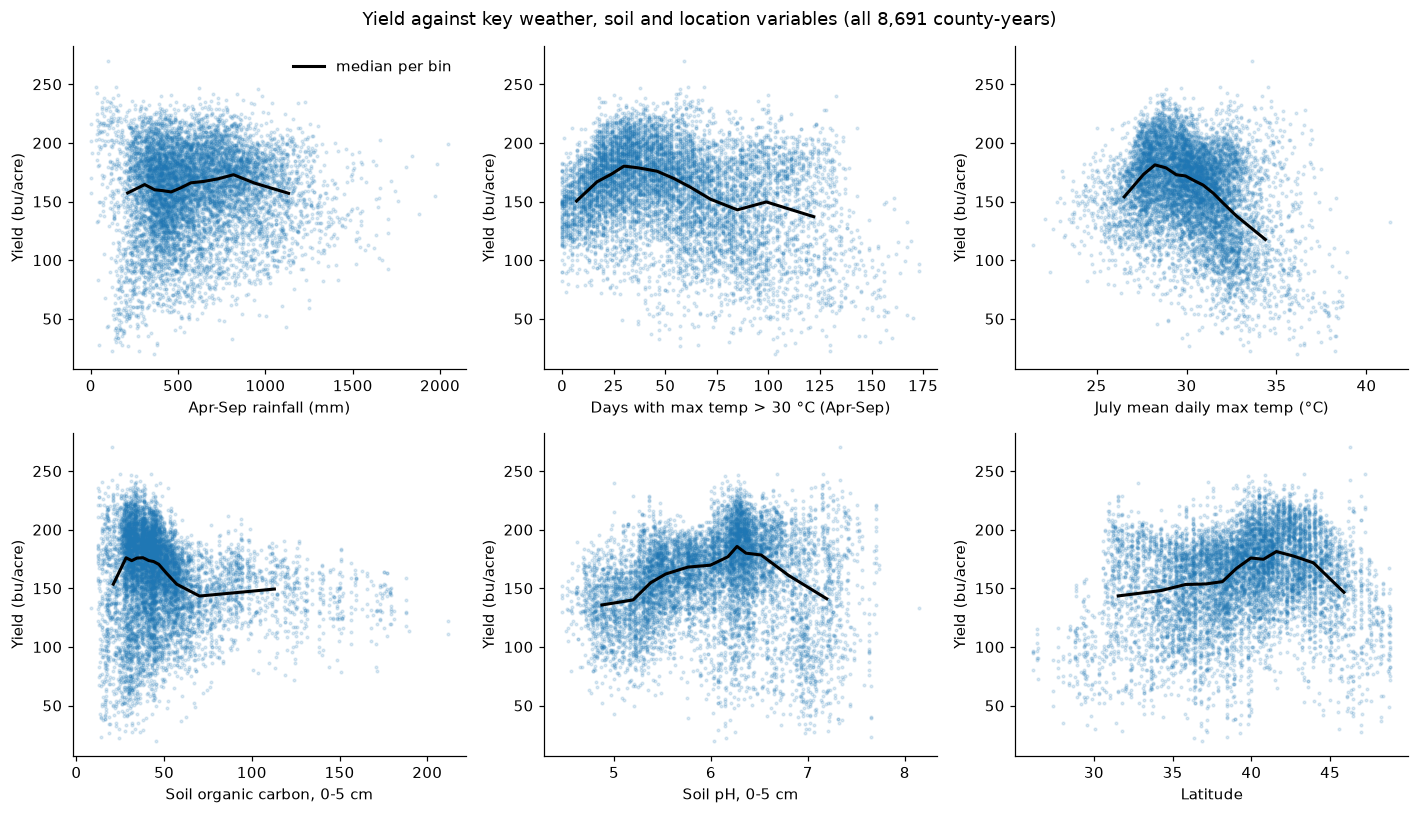 Yield against key weather, soil and location variables (all 8,691 county-years)
median per bin
250
200
150
100
50
Yield (bu/acre)
0 500 1000 1500 2000
Apr-Sep rainfall (mm)
250
200
150
100
50
Yield (bu/acre)
0 25 50 75 100 125 150 175
Days with max temp > 30 °C (Apr-Sep)
250
200
150
100
50
Yield (bu/acre)
25 30 35 40
July mean daily max temp (°C)
250
200
150
100
50
Yield (bu/acre)
0 50 100 150 200
Soil organic carbon, 0-5 cm
250
200
150
100
50
Yield (bu/acre)
5 6 7 8
Soil pH, 0-5 cm
250
200
150
100
50
Yield (bu/acre)
30 35 40 45
Latitude